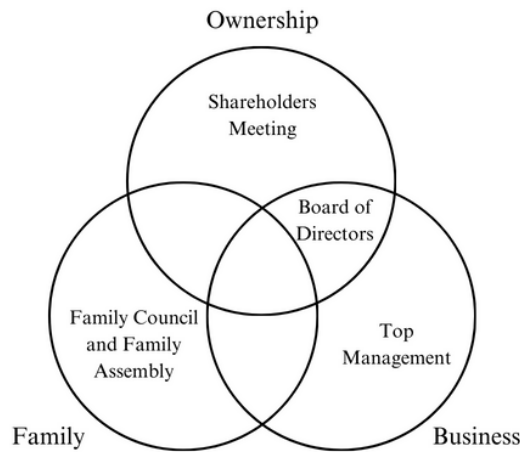 Ownership
Shareholders
Meeting
Board of
Directors
Family Council
and Family
Assembly
Top
Management
Family
Business